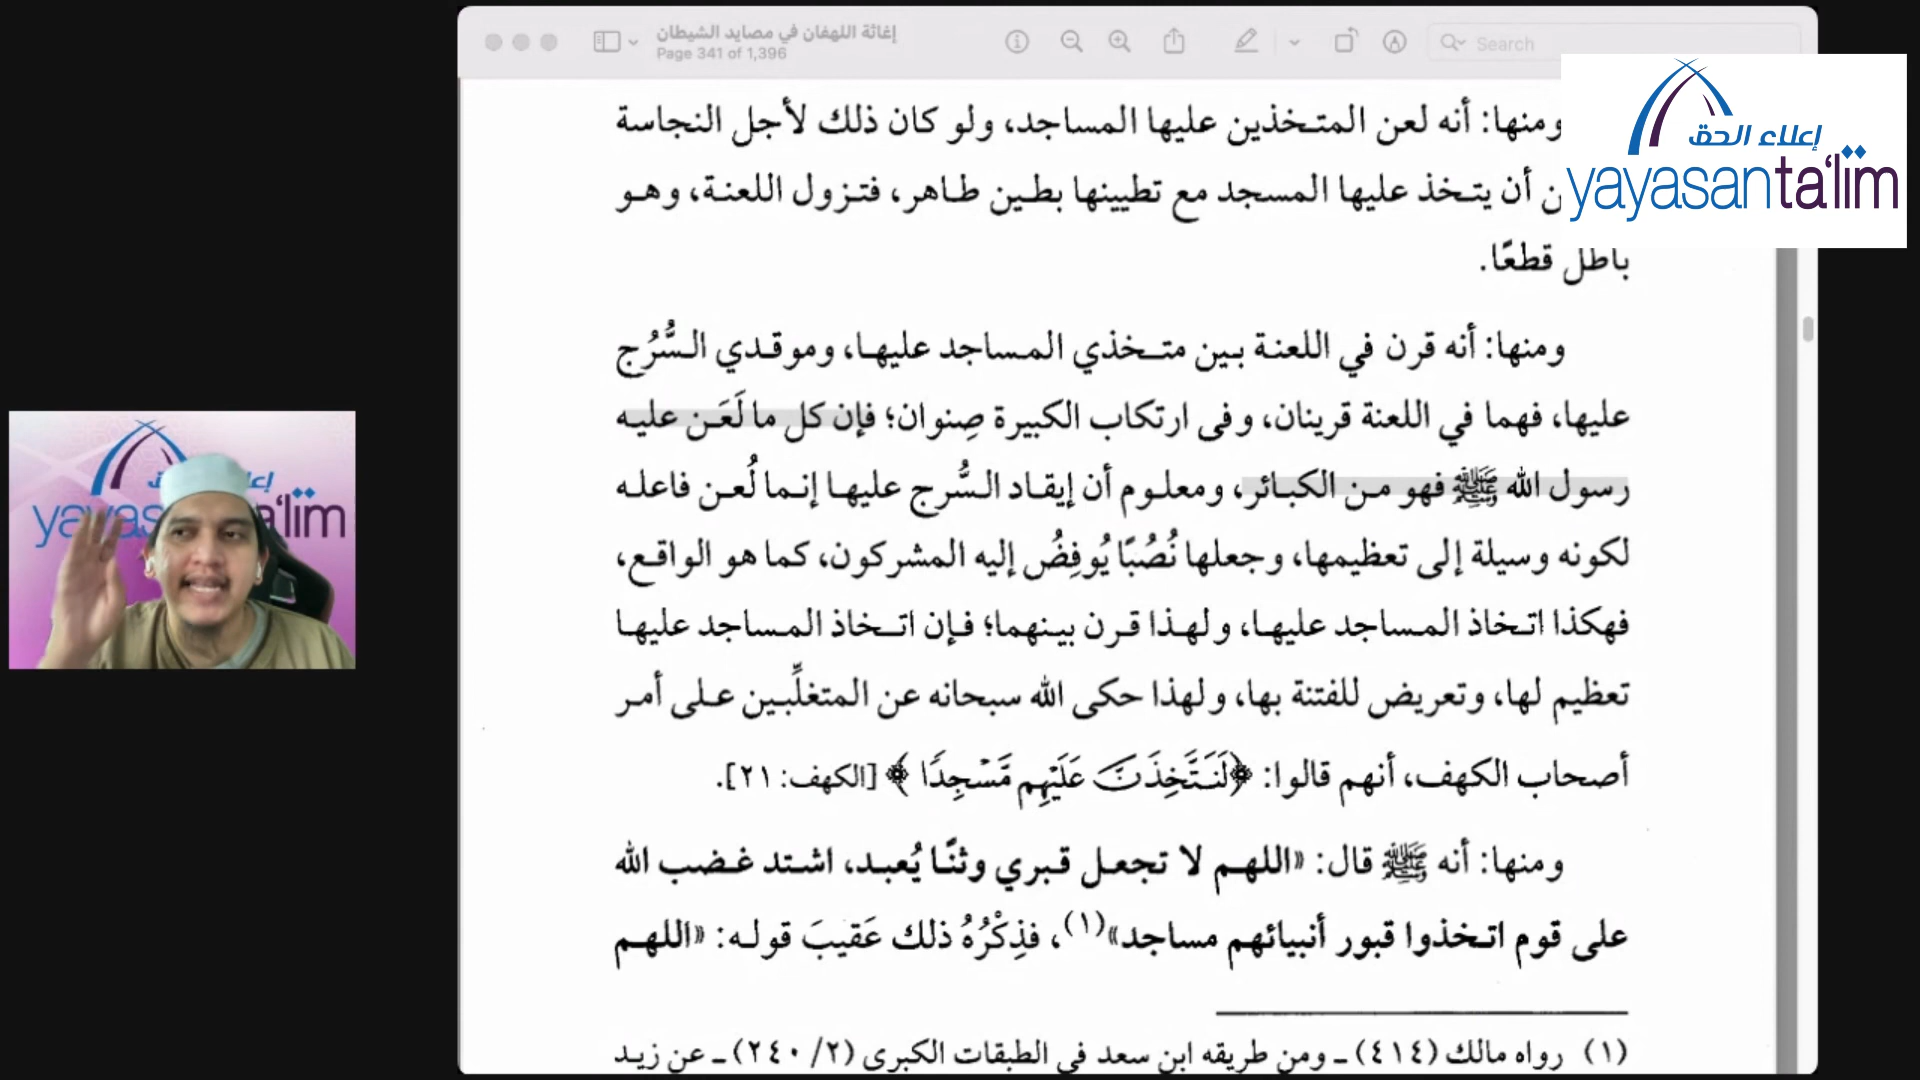 إغاثة اللهفان في مصايد الشيطان
Page 341 of 1,396
Search
إعلاء الحق
yayasanta'lim
ومنها: أنه لعن المتخذين عليها المساجد، ولو كان ذلك لأجل النجاسة
أن يتخذ عليها المسجد مع تطيينها بطين طاهر، فتزول اللعنة، وهو
باطل قطعًا.
ومنها: أنه قرن في اللعنة بين متخذي المساجد عليها، وموقدي السُّرُج
عليها، فهما في اللعنة قرينان، وفى ارتكاب الكبيرة صِنوان؛ فإن كل ما لَعَن عليه
رسول الله ﷺ فهو من الكبائر، ومعلوم أن إيقاد السُّرج عليها إنما لُعن فاعله
لكونه وسيلة إلى تعظيمها، وجعلها نُصُبًا يُوفِضُ إليه المشركون، كما هو الواقع،
فهكذا اتخاذ المساجد عليها، ولهذا قرن بينهما؛ فإن اتخاذ المساجد عليها
تعظيم لها، وتعريض للفتنة بها، ولهذا حكى الله سبحانه عن المتغلِّبين على أمر
أصحاب الكهف، أنهم قالوا: ﴿لَنَتَّخِذَنَّ عَلَيْهِم مَّسْجِدًا﴾ [الكهف: ٢١].
ومنها: أنه ﷺ قال: «اللهم لا تجعل قبري وثنًا يُعبد، اشتد غضب الله
على قوم اتخذوا قبور أنبيائهم مساجد»(١)، فذِكْرُهُ ذلك عَقيبَ قوله: «اللهم
(١) رواه مالك (٤١٤) ـ ومن طريقه ابن سعد في الطبقات الكبرى (٢/ ٢٤٠) ـ عن زيد